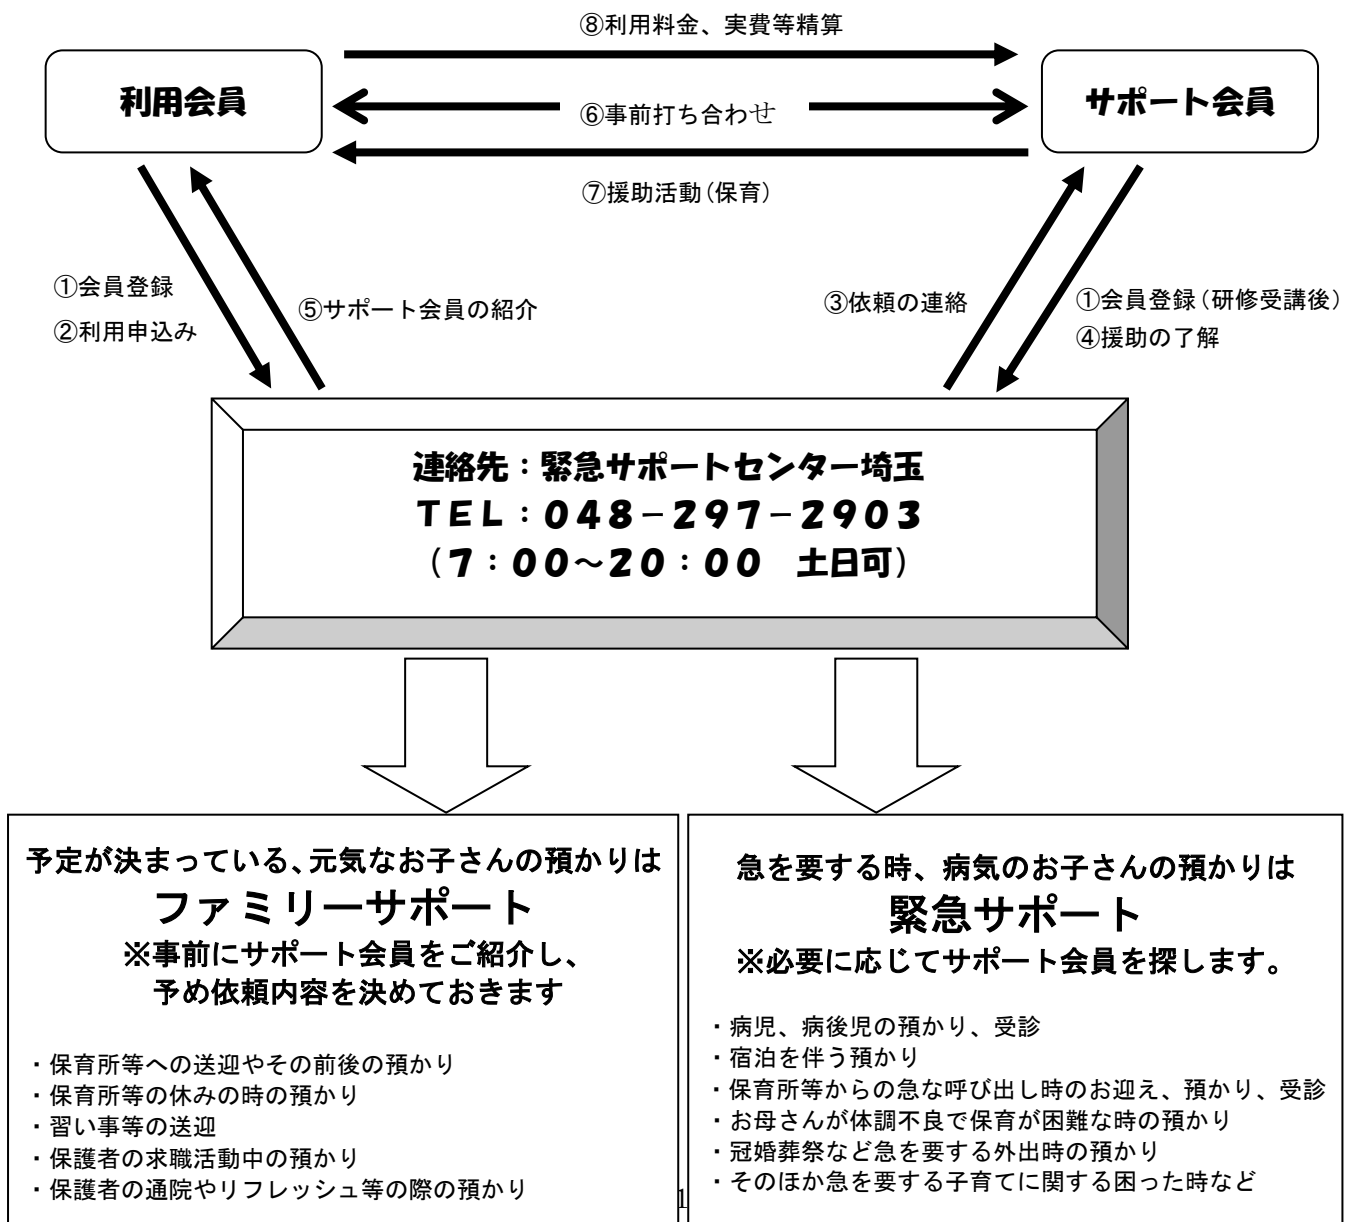 ⑧利用料金、実費等精算
利用会員
サポート会員
⑥事前打ち合わせ
⑦援助活動(保育)
①会員登録
②利用申込み
⑤サポート会員の紹介
③依頼の連絡
①会員登録(研修受講後)
④援助の了解
連絡先：緊急サポートセンター埼玉
ＴＥＬ：０４８－２９７－２９０３
（７：００～２０：００　土日可）
予定が決まっている、元気なお子さんの預かりは
ファミリーサポート
※事前にサポート会員をご紹介し、
予め依頼内容を決めておきます
・保育所等への送迎やその前後の預かり
・保育所等の休みの時の預かり
・習い事等の送迎
・保護者の求職活動中の預かり
・保護者の通院やリフレッシュ等の際の預かり
急を要する時、病気のお子さんの預かりは
緊急サポート
※必要に応じてサポート会員を探します。
・病児、病後児の預かり、受診
・宿泊を伴う預かり
・保育所等からの急な呼び出し時のお迎え、預かり、受診
・お母さんが体調不良で保育が困難な時の預かり
・冠婚葬祭など急を要する外出時の預かり
・そのほか急を要する子育てに関する困った時など
1